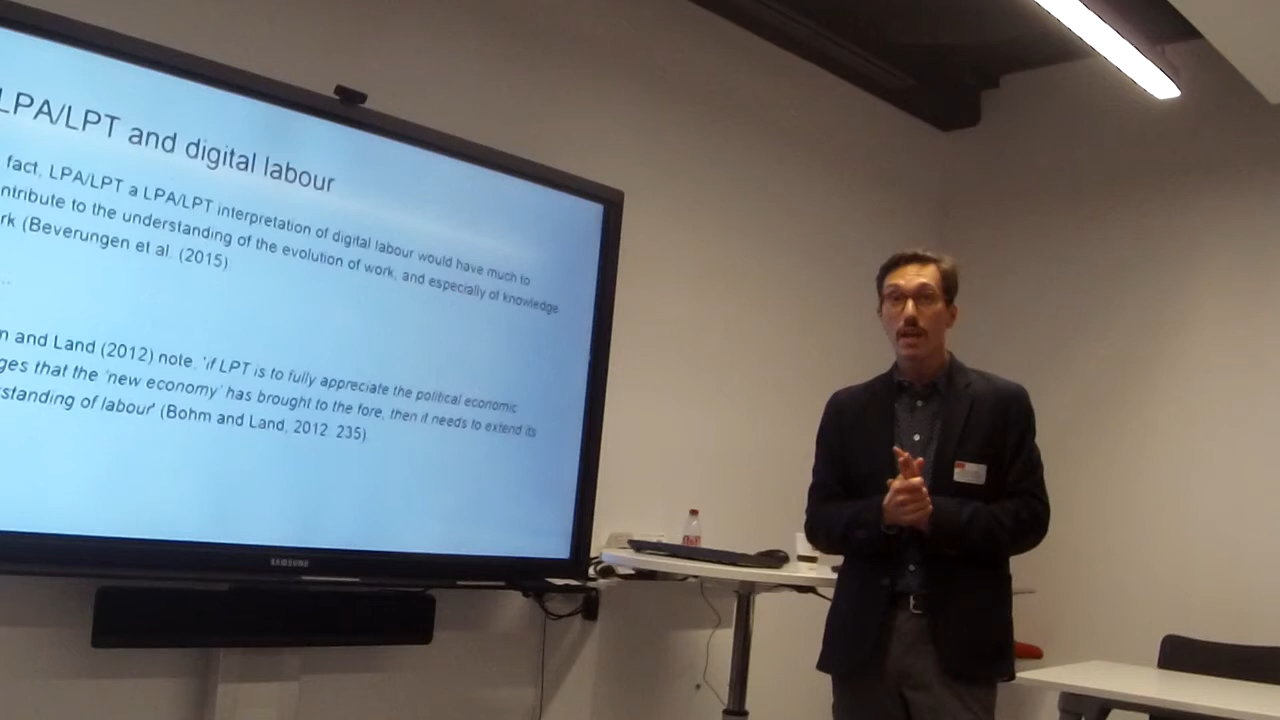 LPA/LPT and digital labour
fact, LPA/LPT a LPA/LPT interpretation of digital labour would have much to
ntribute to the understanding of the evolution of work, and especially of knowledge
rk (Beverungen et al. (2015)
..
n and Land (2012) note, 'if LPT is to fully appreciate the political economic
ges that the 'new economy' has brought to the fore, then it needs to extend its
standing of labour' (Bohm and Land, 2012: 235).
SAMSUNG